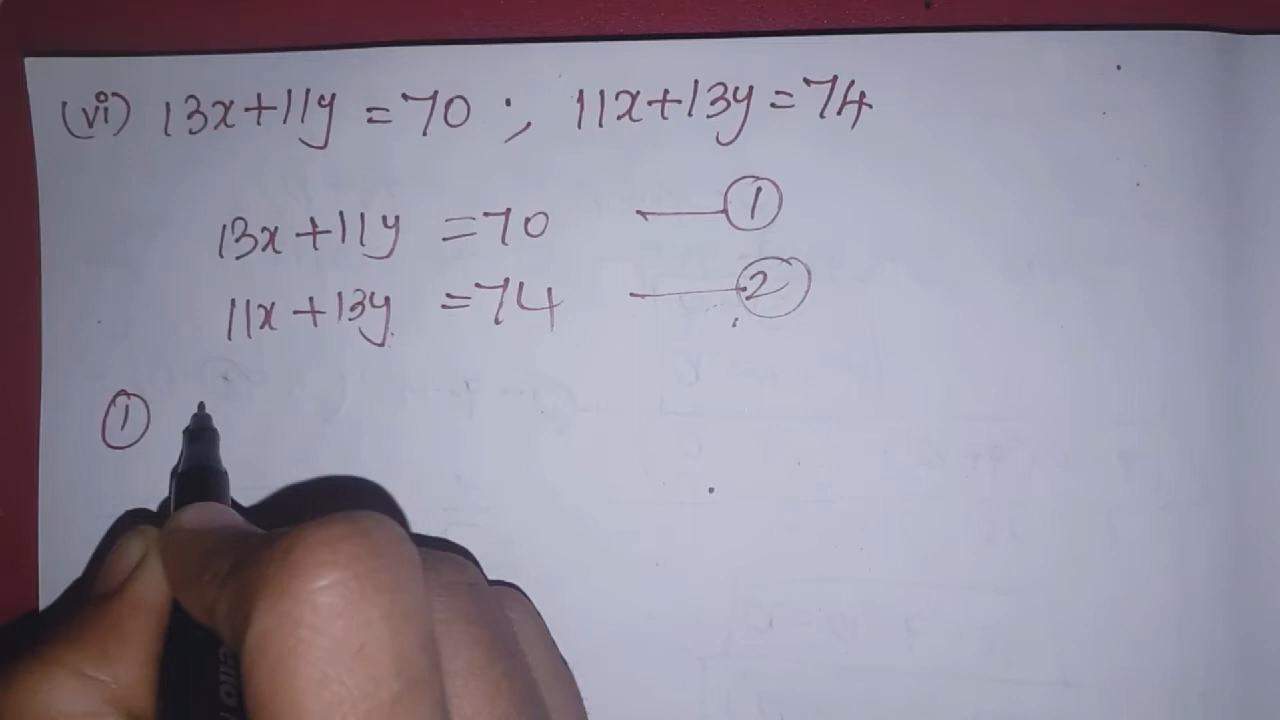 (vi) 13x+11y = 70 ; 11x+13y = 74
13x+11y = 70 — ①
11x+13y = 74 — ②
①